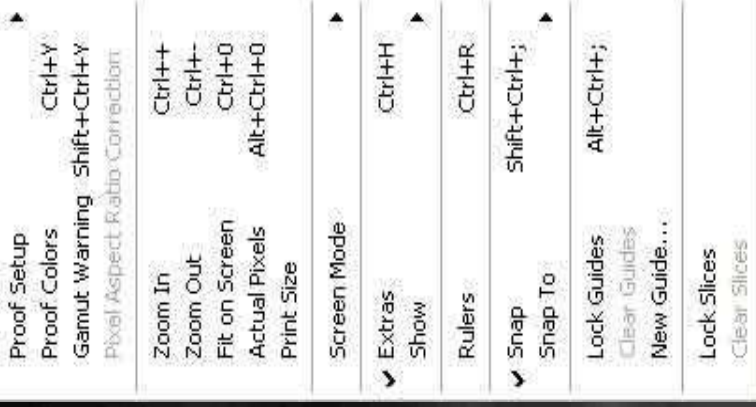 Proof Setup
Proof Colors Ctrl+Y
Gamut Warning Shift+Ctrl+Y
Pixel Aspect Ratio Correction
Zoom In Ctrl++
Zoom Out Ctrl+-
Fit on Screen Ctrl+0
Actual Pixels Alt+Ctrl+0
Print Size
Screen Mode
Extras Ctrl+H
Show
Rulers Ctrl+R
Snap Shift+Ctrl+;
Snap To
Lock Guides Alt+Ctrl+;
Clear Guides
New Guide...
Lock Slices
Clear Slices